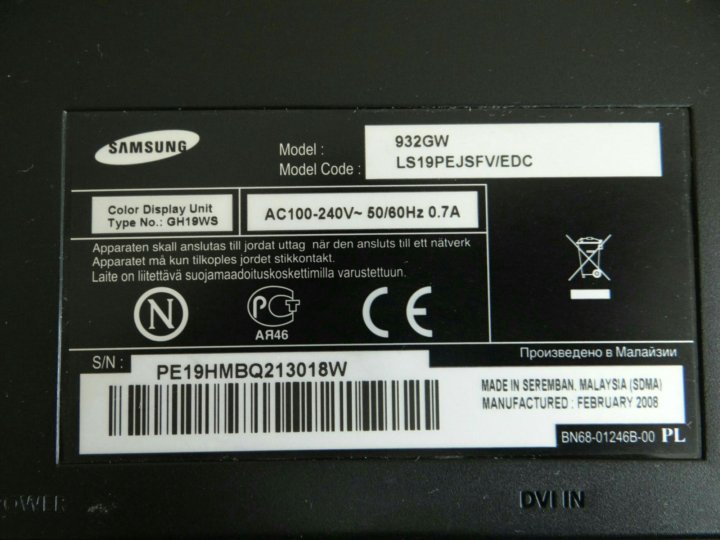 SAMSUNG
Model : 932GW
Model Code : LS19PEJSFV/EDC
Color Display Unit
Type No.: GH19WS
AC100-240V~ 50/60Hz 0.7A
Apparaten skall anslutas till jordat uttag när den ansluts till ett nätverk
Apparatet må kun tilkoples jordet stikkontakt.
Laite on liitettävä suojamaadoituskoskettimilla varustettuun.
N
РСТ
АЯ46
CE
S/N : PE19HMBQ213018W
Произведено в Малайзии
MADE IN SEREMBAN, MALAYSIA (SDMA)
MANUFACTURED : FEBRUARY 2008
BN68-01246B-00 PL
POWER
DVI IN